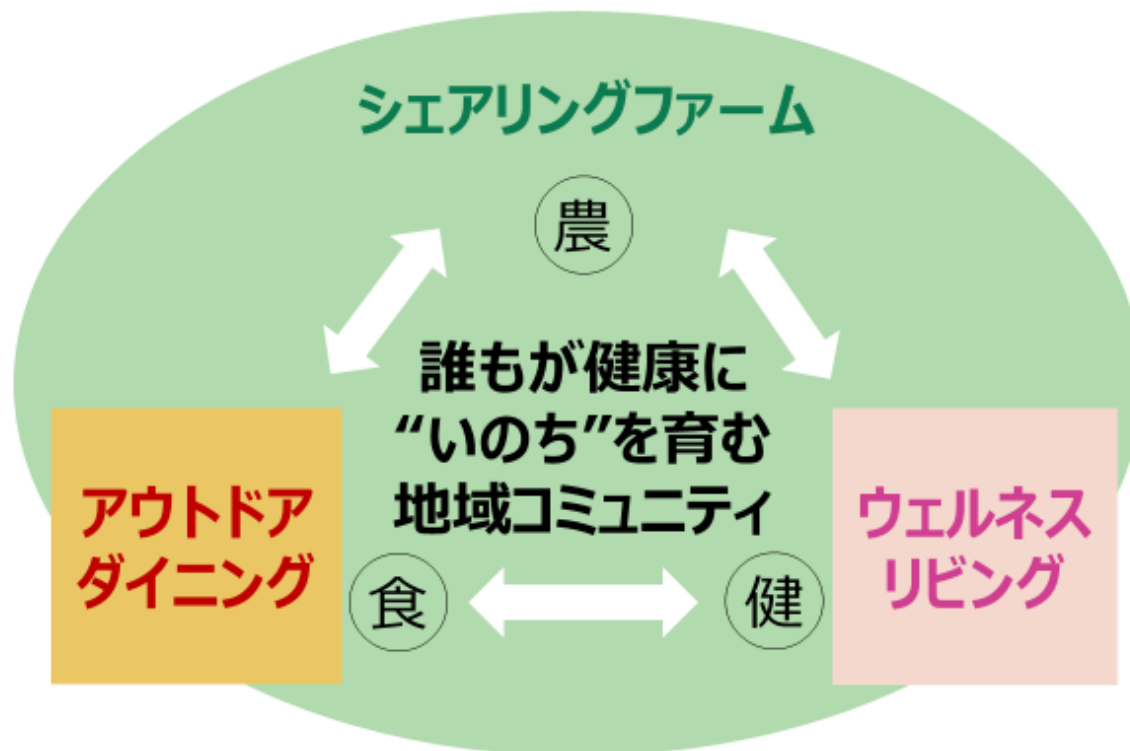 シェアリングファーム
農
誰もが健康に
“いのち”を育む
地域コミュニティ
アウトドア
ダイニング
食
健
ウェルネス
リビング